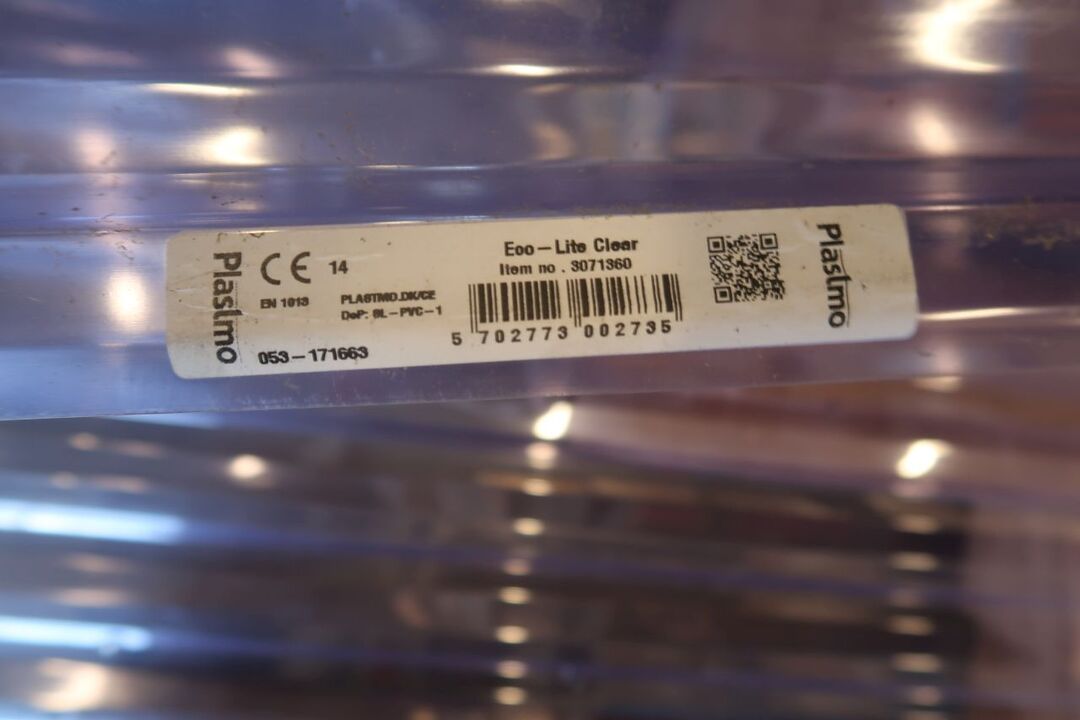 Plastmo
CE 14
EN 1013
PLASTMO.DK/CE
DoP: SL-PVC-1
053-171663
Eco-Lite Clear
Item no. 3071360
5 702773 002735
Plastmo